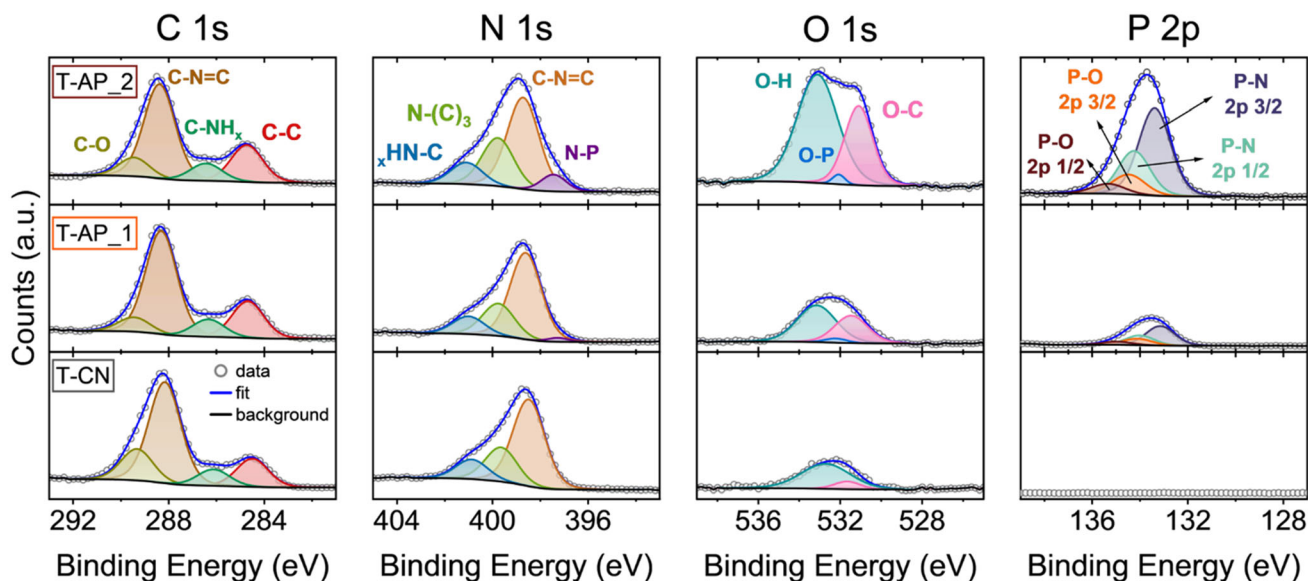 C 1s
N 1s
O 1s
P 2p
Counts (a.u.)
T-AP_2
C-N=C
C-O
C-NHₓ
C-C
C-N=C
N-(C)₃
ₓHN-C
N-P
O-H
O-C
O-P
P-O
2p 3/2
P-N
2p 3/2
P-O
2p 1/2
P-N
2p 1/2
T-AP_1
T-CN
data
fit
background
292 288 284
404 400 396
536 532 528
136 132 128
Binding Energy (eV)
Binding Energy (eV)
Binding Energy (eV)
Binding Energy (eV)